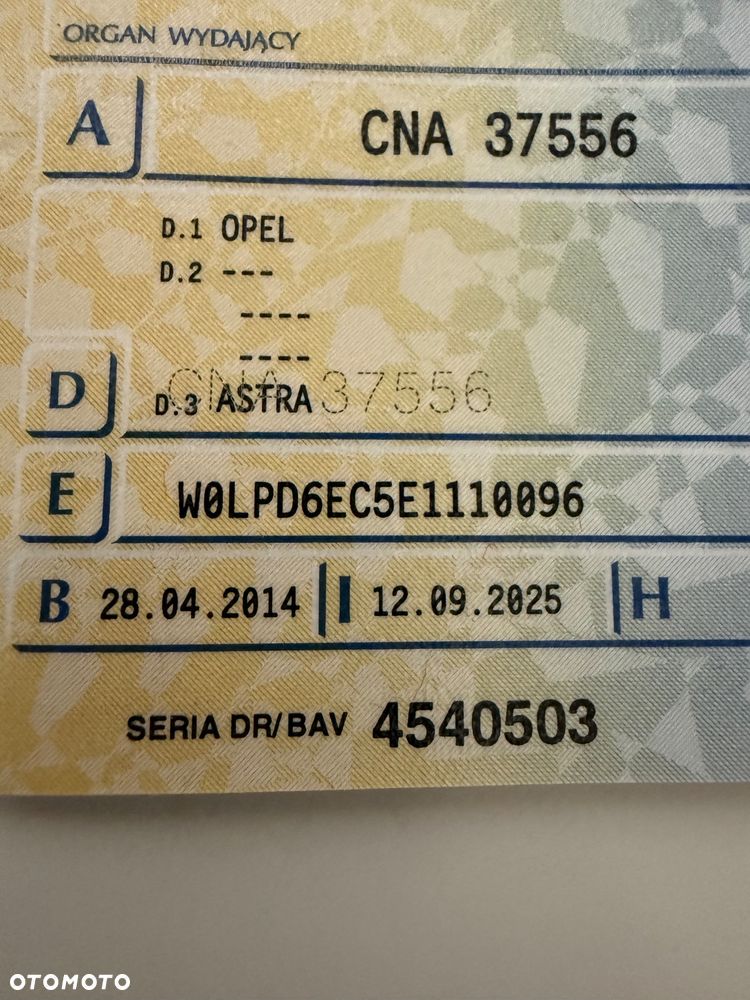 ORGAN WYDAJĄCY
A CNA 37556
D.1 OPEL
D.2 ---
----
----
D D.3 ASTRA
CNA 37556
E W0LPD6EC5E1110096
B 28.04.2014 I 12.09.2025 H
SERIA DR/BAV 4540503
OTOMOTO